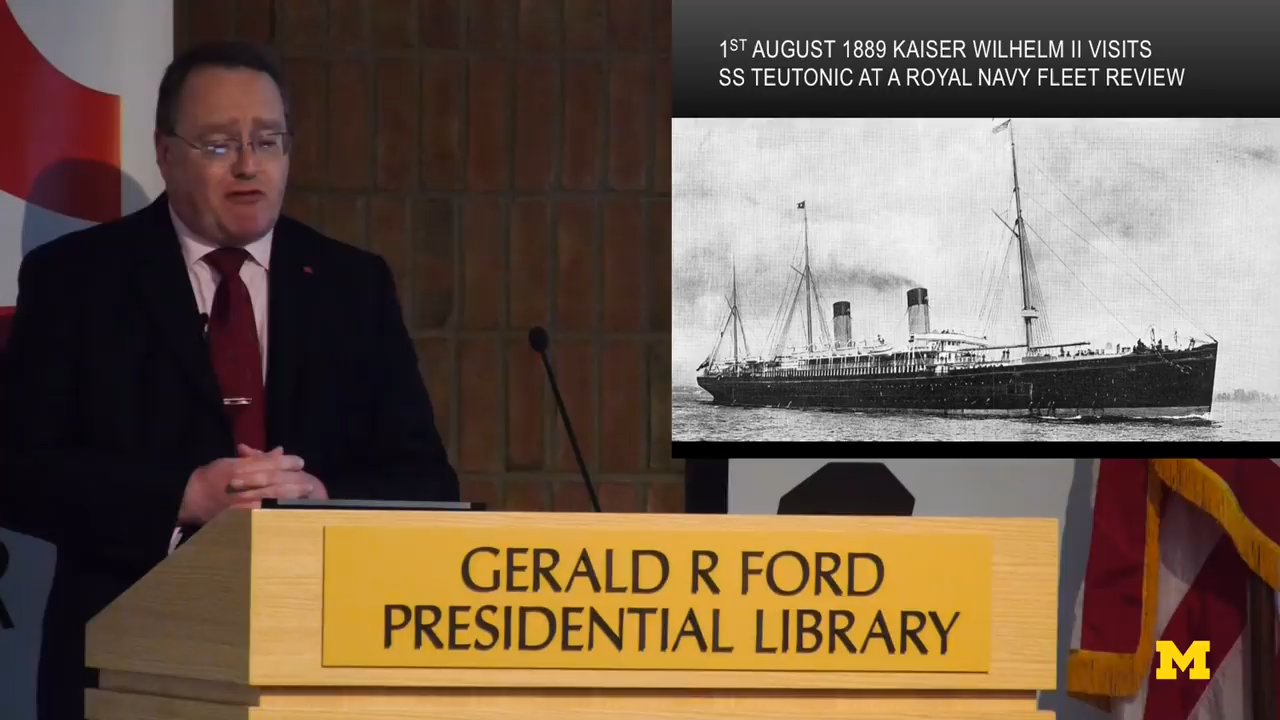 1ST AUGUST 1889 KAISER WILHELM II VISITS
SS TEUTONIC AT A ROYAL NAVY FLEET REVIEW
GERALD R FORD
PRESIDENTIAL LIBRARY
M
R